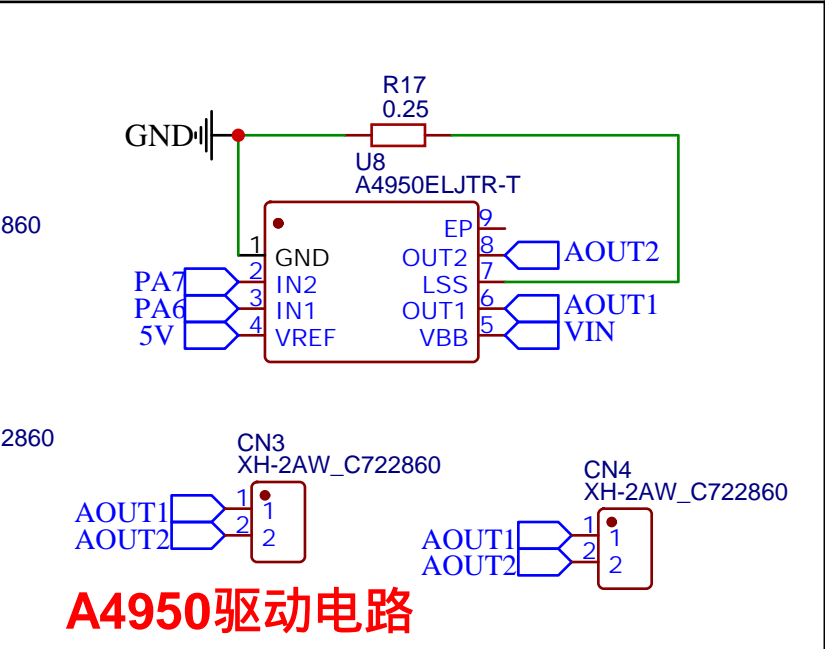 R17
0.25
GND
U8
A4950ELJTR-T
860
EP 9
1 GND
OUT2 8 AOUT2
PA7 2 IN2
LSS 7
PA6 3 IN1
OUT1 6 AOUT1
5V 4 VREF
VBB 5 VIN
2860
CN3
XH-2AW_C722860
AOUT1 1 1
AOUT2 2 2
CN4
XH-2AW_C722860
AOUT1 1 1
AOUT2 2 2
A4950驱动电路